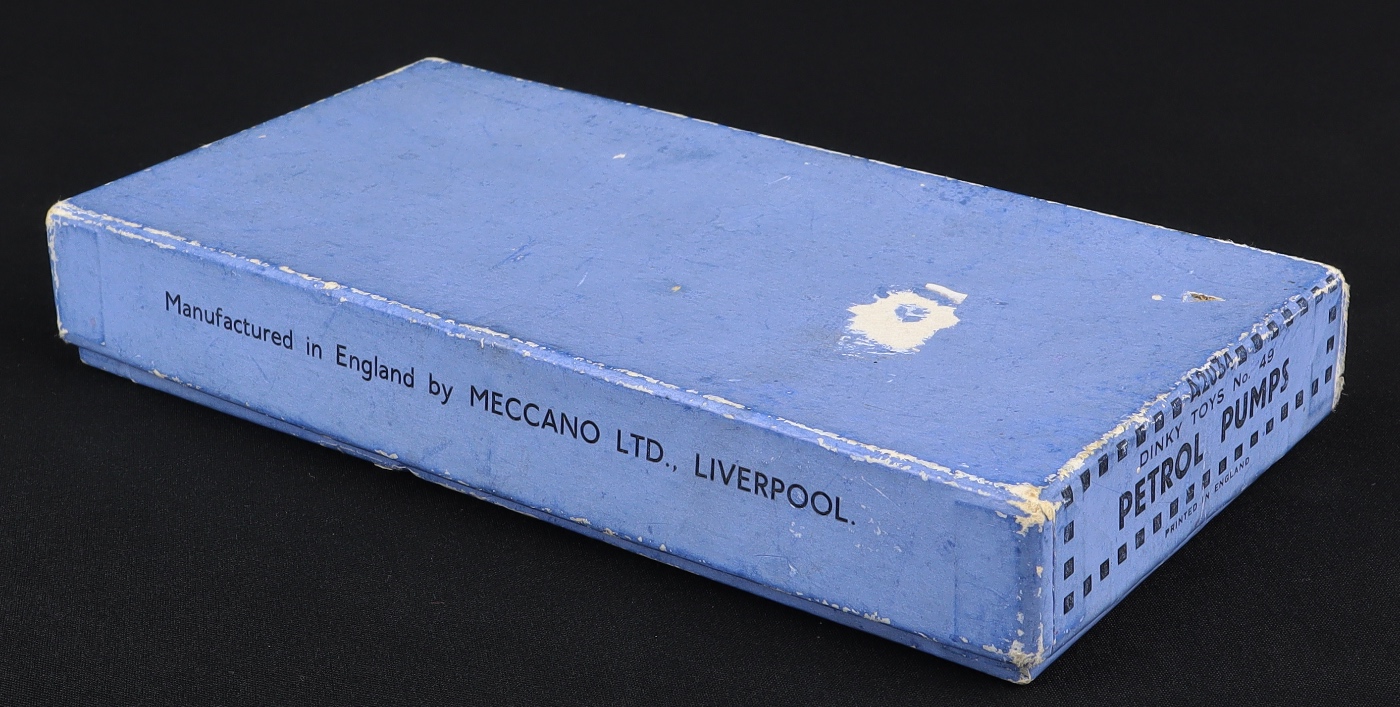 Manufactured in England by MECCANO LTD., LIVERPOOL.
DINKY TOYS No. 49
PETROL PUMPS
PRINTED IN ENGLAND